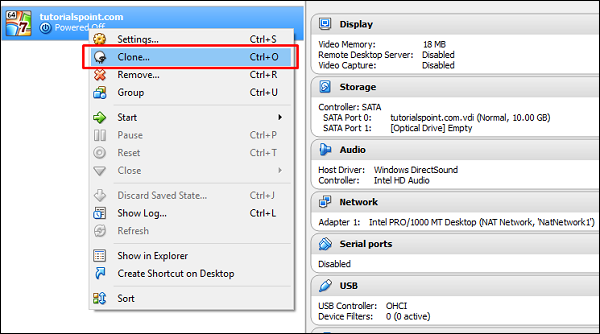 64
7
tutorialspoint.com
Powered Off
Settings... Ctrl+S
Clone... Ctrl+O
Remove... Ctrl+R
Group Ctrl+U
Start
Pause Ctrl+P
Reset Ctrl+T
Close
Discard Saved State... Ctrl+J
Show Log... Ctrl+L
Refresh
Show in Explorer
Create Shortcut on Desktop
Sort
Display
Video Memory: 18 MB
Remote Desktop Server: Disabled
Video Capture: Disabled
Storage
Controller: SATA
SATA Port 0: tutorialspoint.com.vdi (Normal, 10.00 GB)
SATA Port 1: [Optical Drive] Empty
Audio
Host Driver: Windows DirectSound
Controller: Intel HD Audio
Network
Adapter 1: Intel PRO/1000 MT Desktop (NAT Network, 'NatNetwork1')
Serial ports
Disabled
USB
USB Controller: OHCI
Device Filters: 0 (0 active)